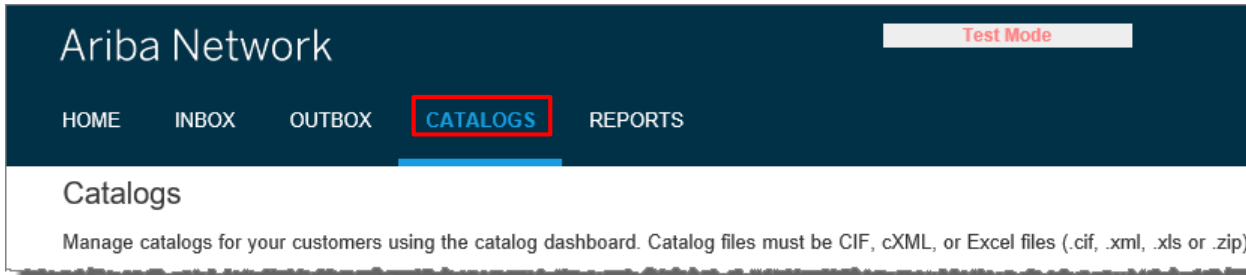 Ariba Network
Test Mode
HOME INBOX OUTBOX CATALOGS REPORTS
Catalogs
Manage catalogs for your customers using the catalog dashboard. Catalog files must be CIF, cXML, or Excel files (.cif, .xml, .xls or .zip)